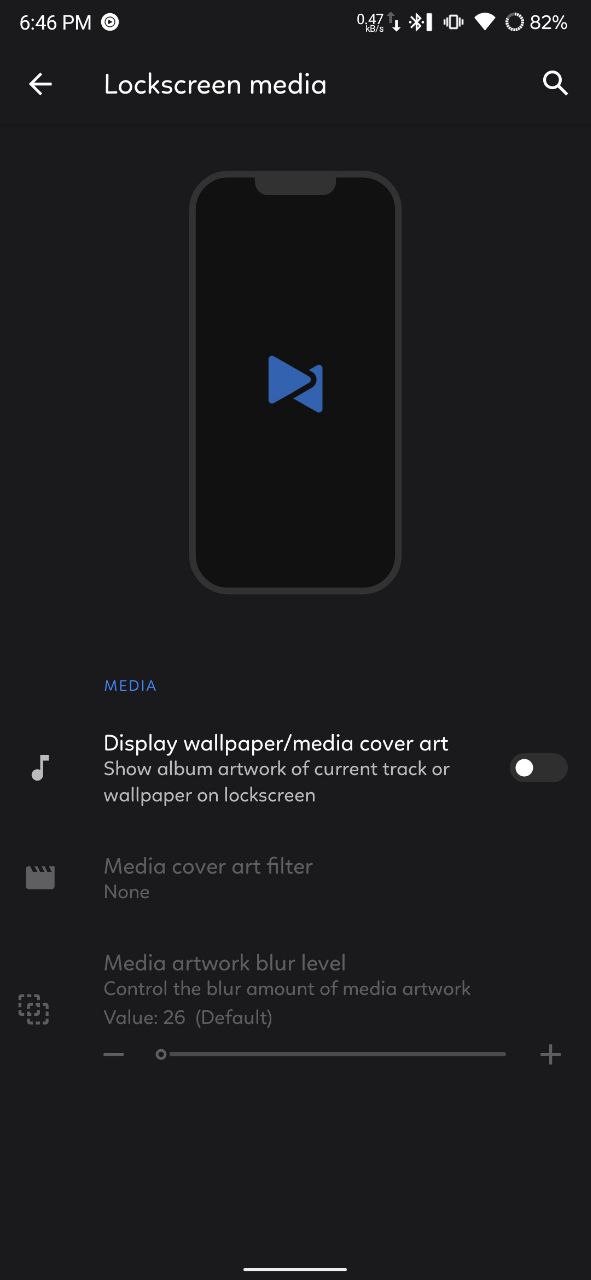 6:46 PM 0.47 kB/s 82%
Lockscreen media
MEDIA
Display wallpaper/media cover art
Show album artwork of current track or
wallpaper on lockscreen
Media cover art filter
None
Media artwork blur level
Control the blur amount of media artwork
Value: 26 (Default)